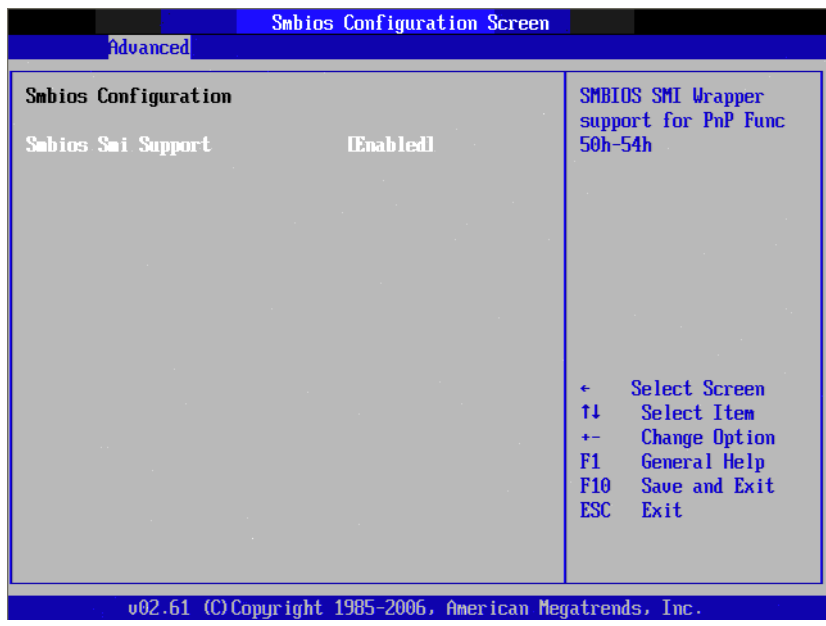 Smbios Configuration Screen
Advanced
Smbios Configuration
Smbios Smi Support [Enabled]
SMBIOS SMI Wrapper
support for PnP Func
50h-54h
← Select Screen
↑↓ Select Item
+- Change Option
F1 General Help
F10 Save and Exit
ESC Exit
v02.61 (C)Copyright 1985-2006, American Megatrends, Inc.